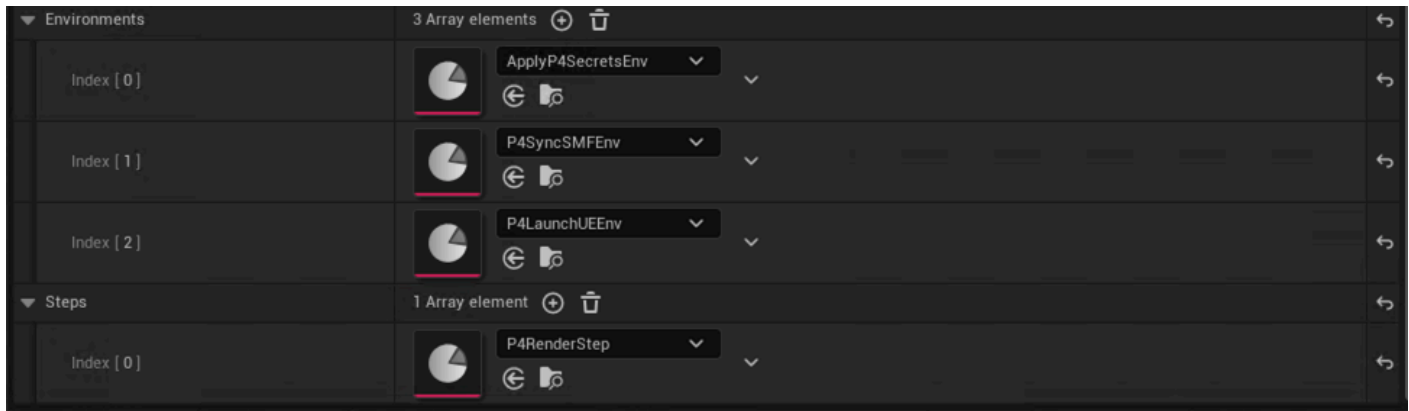 Environments 3 Array elements
Index [ 0 ] ApplyP4SecretsEnv
Index [ 1 ] P4SyncSMFEnv
Index [ 2 ] P4LaunchUEEnv
Steps 1 Array element
Index [ 0 ] P4RenderStep